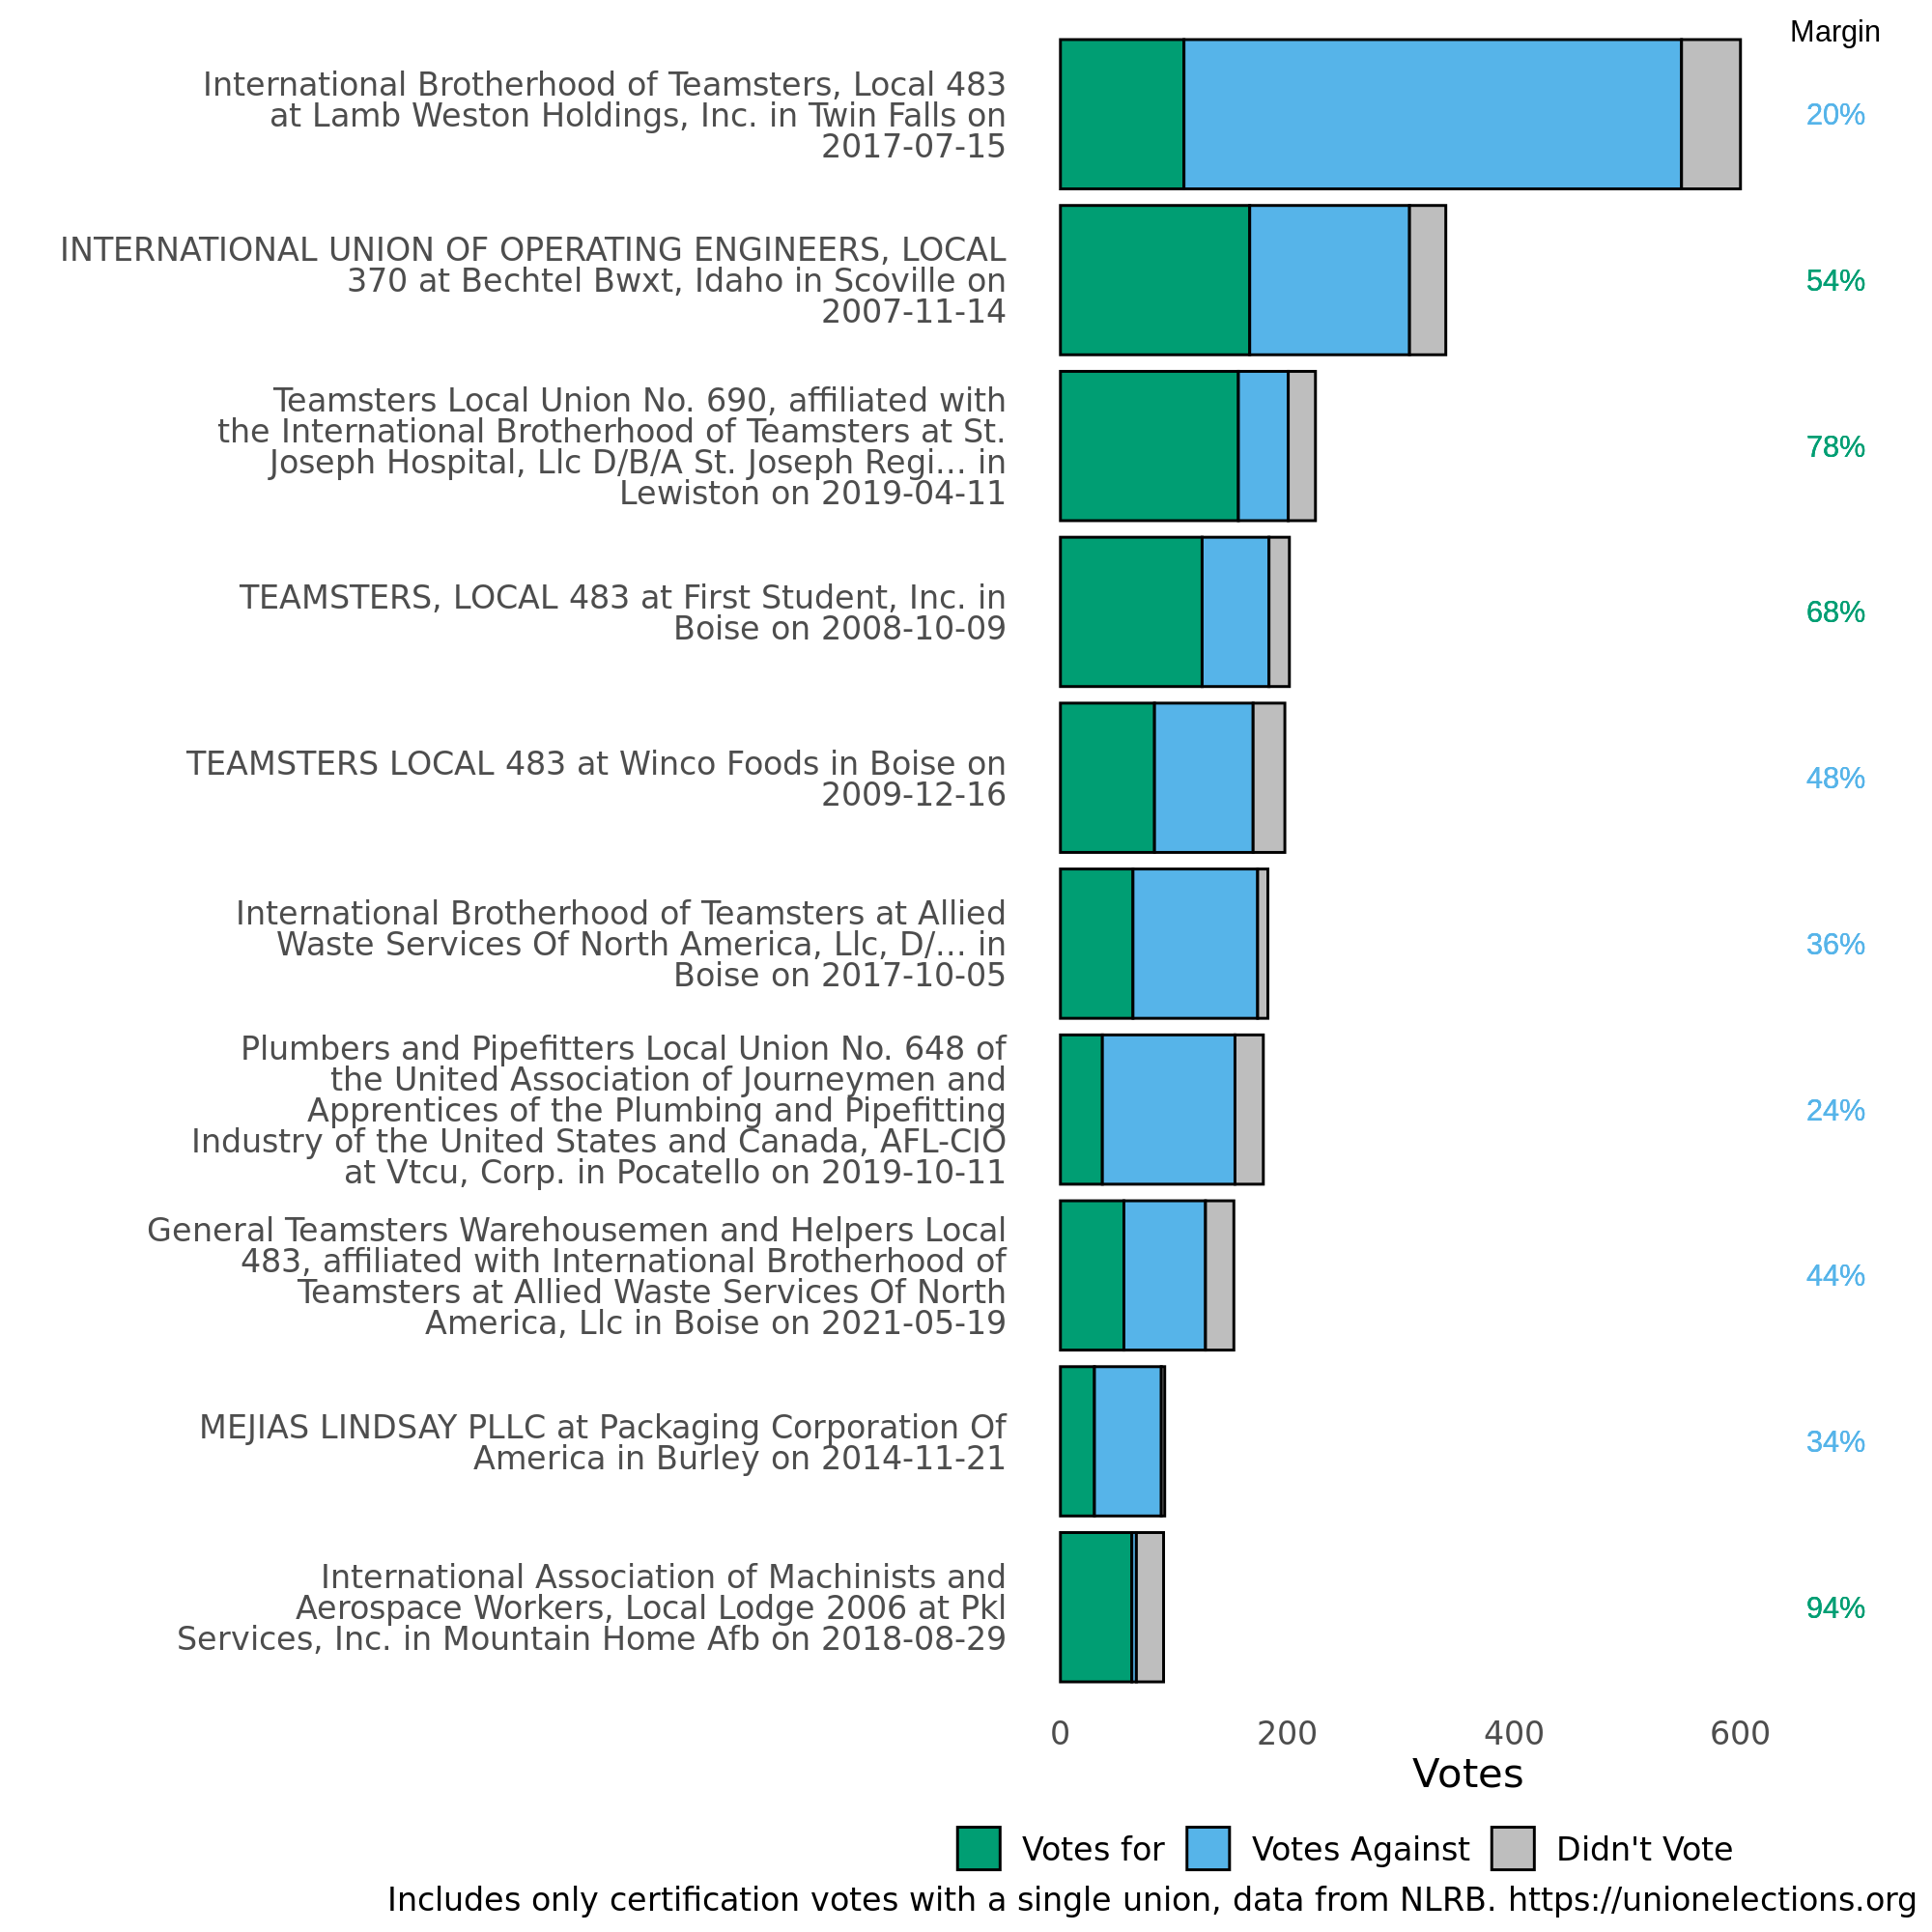 Margin
International Brotherhood of Teamsters, Local 483
at Lamb Weston Holdings, Inc. in Twin Falls on
2017-07-15
20%
INTERNATIONAL UNION OF OPERATING ENGINEERS, LOCAL
370 at Bechtel Bwxt, Idaho in Scoville on
2007-11-14
54%
Teamsters Local Union No. 690, affiliated with
the International Brotherhood of Teamsters at St.
Joseph Hospital, Llc D/B/A St. Joseph Regi... in
Lewiston on 2019-04-11
78%
TEAMSTERS, LOCAL 483 at First Student, Inc. in
Boise on 2008-10-09
68%
TEAMSTERS LOCAL 483 at Winco Foods in Boise on
2009-12-16
48%
International Brotherhood of Teamsters at Allied
Waste Services Of North America, Llc, D/... in
Boise on 2017-10-05
36%
Plumbers and Pipefitters Local Union No. 648 of
the United Association of Journeymen and
Apprentices of the Plumbing and Pipefitting
Industry of the United States and Canada, AFL-CIO
at Vtcu, Corp. in Pocatello on 2019-10-11
24%
General Teamsters Warehousemen and Helpers Local
483, affiliated with International Brotherhood of
Teamsters at Allied Waste Services Of North
America, Llc in Boise on 2021-05-19
44%
MEJIAS LINDSAY PLLC at Packaging Corporation Of
America in Burley on 2014-11-21
34%
International Association of Machinists and
Aerospace Workers, Local Lodge 2006 at Pkl
Services, Inc. in Mountain Home Afb on 2018-08-29
94%
0 200 400 600
Votes
Votes for Votes Against Didn't Vote
Includes only certification votes with a single union, data from NLRB. https://unionelections.org